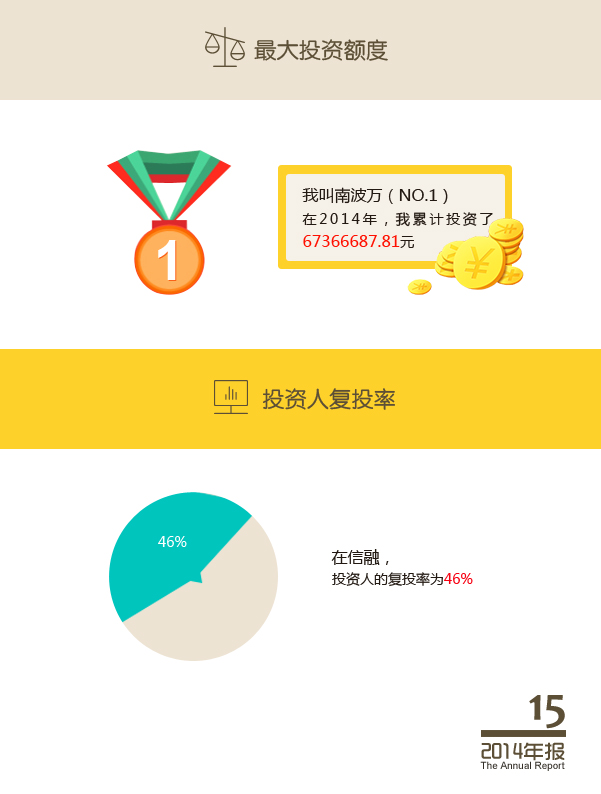 最大投资额度
1
我叫南波万（NO.1）
在2014年，我累计投资了
67366687.81元
投资人复投率
46%
在信融，
投资人的复投率为46%
15
2014年报
The Annual Report